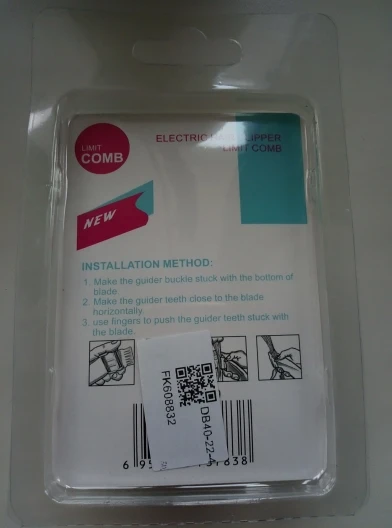 LIMIT
COMB
ELECTRIC
LIMIT COMB
NEW
INSTALLATION METHOD:
1. Make the guider buckle stuck with the bottom of
blade.
2. Make the guider teeth close to the blade
horizontally.
3. use fingers to push the guider teeth stuck with
the blade.
FK608832
DB40-22-